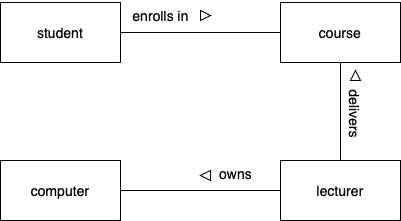 enrolls in
student
course
delivers
owns
computer
lecturer